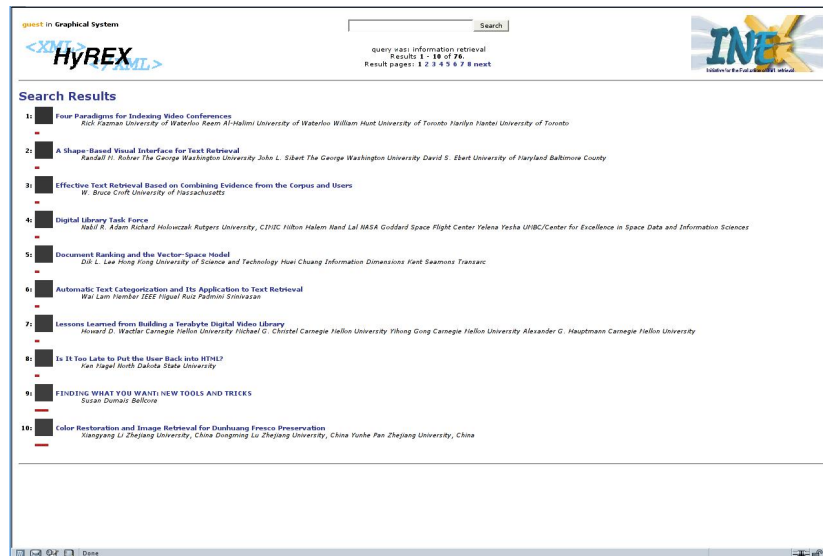 guest in Graphical System
Search
<XML>
HyREX
</XML>
query was: information retrieval
Results 1 - 10 of 76.
Result pages: 1 2 3 4 5 6 7 8 next
INEX
Initiative for the Evaluation of XML retrieval
Search Results
1: Four Paradigms for Indexing Video Conferences
Rick Kazman University of Waterloo Reem Al-Halimi University of Waterloo William Hunt University of Toronto Marilyn Mantei University of Toronto
2: A Shape-Based Visual Interface for Text Retrieval
Randall M. Rohrer The George Washington University John L. Sibert The George Washington University David S. Ebert University of Maryland Baltimore County
3: Effective Text Retrieval Based on Combining Evidence from the Corpus and Users
W. Bruce Croft University of Massachusetts
4: Digital Library Task Force
Nabil R. Adam Richard Holowczak Rutgers University, CIMIC Milton Halem Nand Lal NASA Goddard Space Flight Center Yelena Yesha UMBC/Center for Excellence in Space Data and Information Sciences
5: Document Ranking and the Vector-Space Model
Dik L. Lee Hong Kong University of Science and Technology Huei Chuang Information Dimensions Kent Seamons Transarc
6: Automatic Text Categorization and Its Application to Text Retrieval
Wai Lam Member IEEE Miguel Ruiz Padmini Srinivasan
7: Lessons Learned from Building a Terabyte Digital Video Library
Howard D. Wactlar Carnegie Mellon University Michael G. Christel Carnegie Mellon University Yihong Gong Carnegie Mellon University Alexander G. Hauptmann Carnegie Mellon University
8: Is It Too Late to Put the User Back into HTML?
Ken Magel North Dakota State University
9: FINDING WHAT YOU WANT: NEW TOOLS AND TRICKS
Susan Dumais Bellcore
10: Color Restoration and Image Retrieval for Dunhuang Fresco Preservation
Xiangyang Li Zhejiang University, China Dongming Lu Zhejiang University, China Yunhe Pan Zhejiang University, China
Done